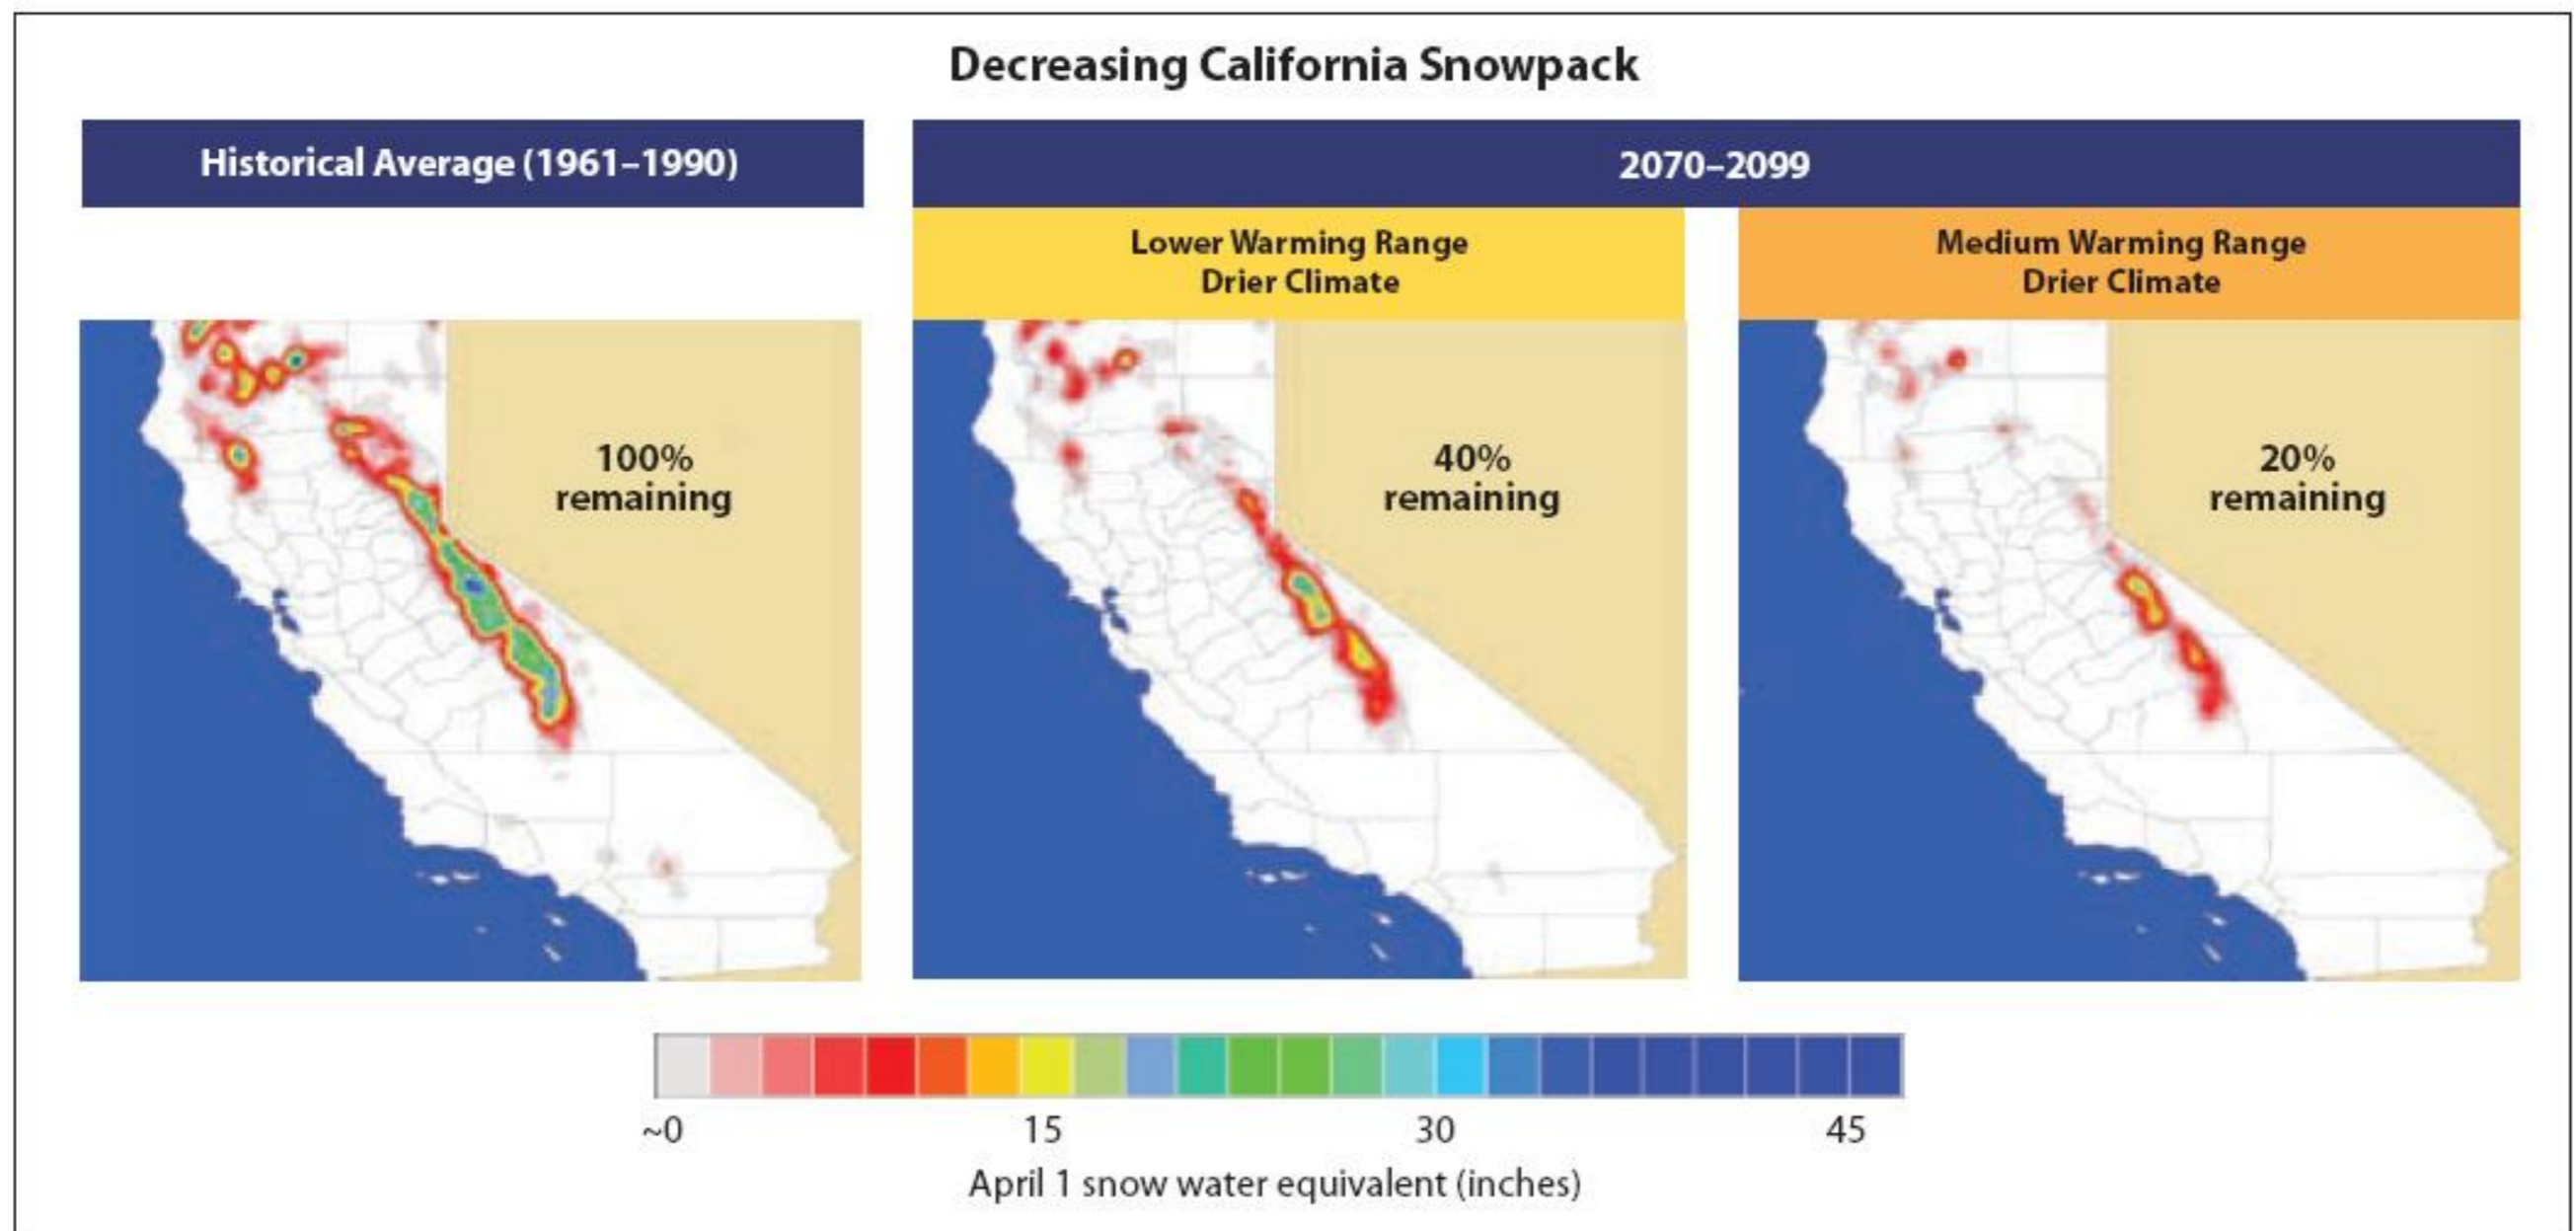 Decreasing California Snowpack
Historical Average (1961–1990)
2070–2099
Lower Warming Range
Drier Climate
Medium Warming Range
Drier Climate
100%
remaining
40%
remaining
20%
remaining
~0 15 30 45
April 1 snow water equivalent (inches)